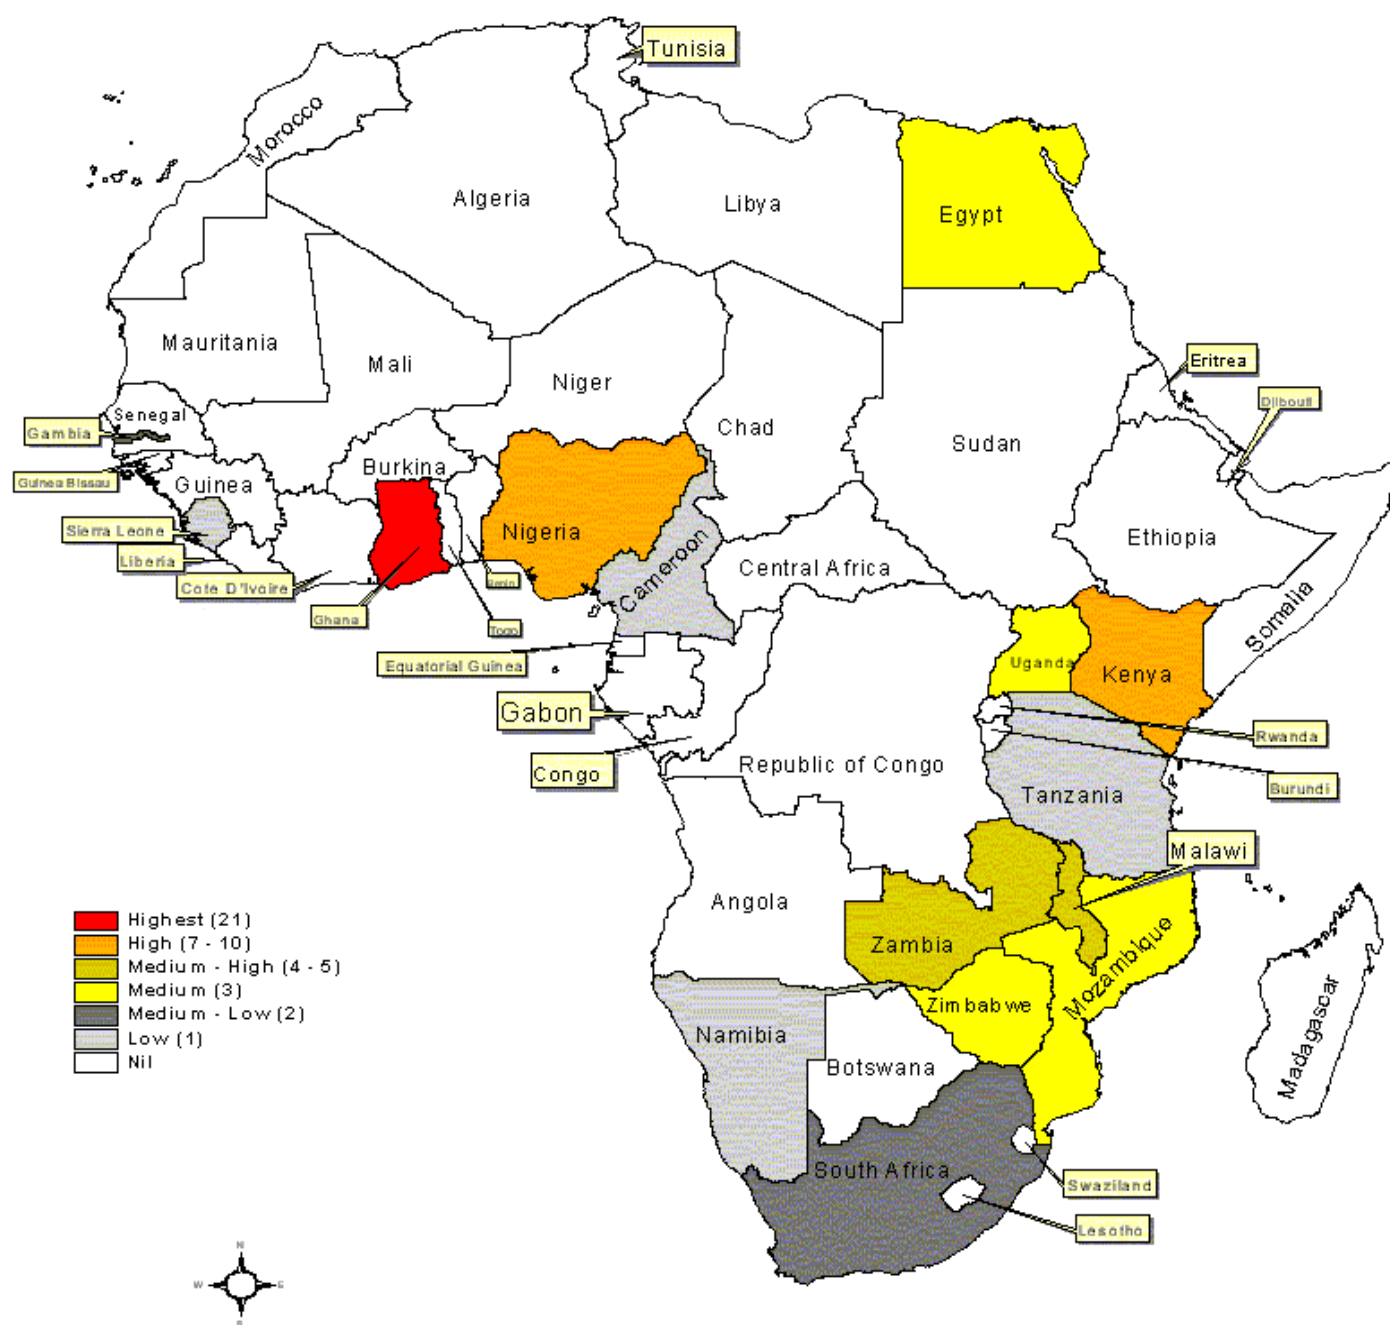 Tunisia
Morocco
Algeria
Libya
Egypt
Mauritania
Mali
Niger
Chad
Sudan
Eritrea
Djibouti
Senegal
Gambia
Burkina
Guinea Bissau
Guinea
Nigeria
Ethiopia
Sierra Leone
Liberia
Cote D'Ivoire
Ghana
Benin
Togo
Cameroon
Central Africa
Somalia
Equatorial Guinea
Uganda
Kenya
Gabon
Congo
Republic of Congo
Rwanda
Burundi
Tanzania
Malawi
Angola
Zambia
Mozambique
Highest (21)
High (7 - 10)
Medium - High (4 - 5)
Medium (3)
Medium - Low (2)
Low (1)
Nil
Namibia
Zimbabwe
Botswana
Madagascar
South Africa
Swaziland
Lesotho
N
W
E
S